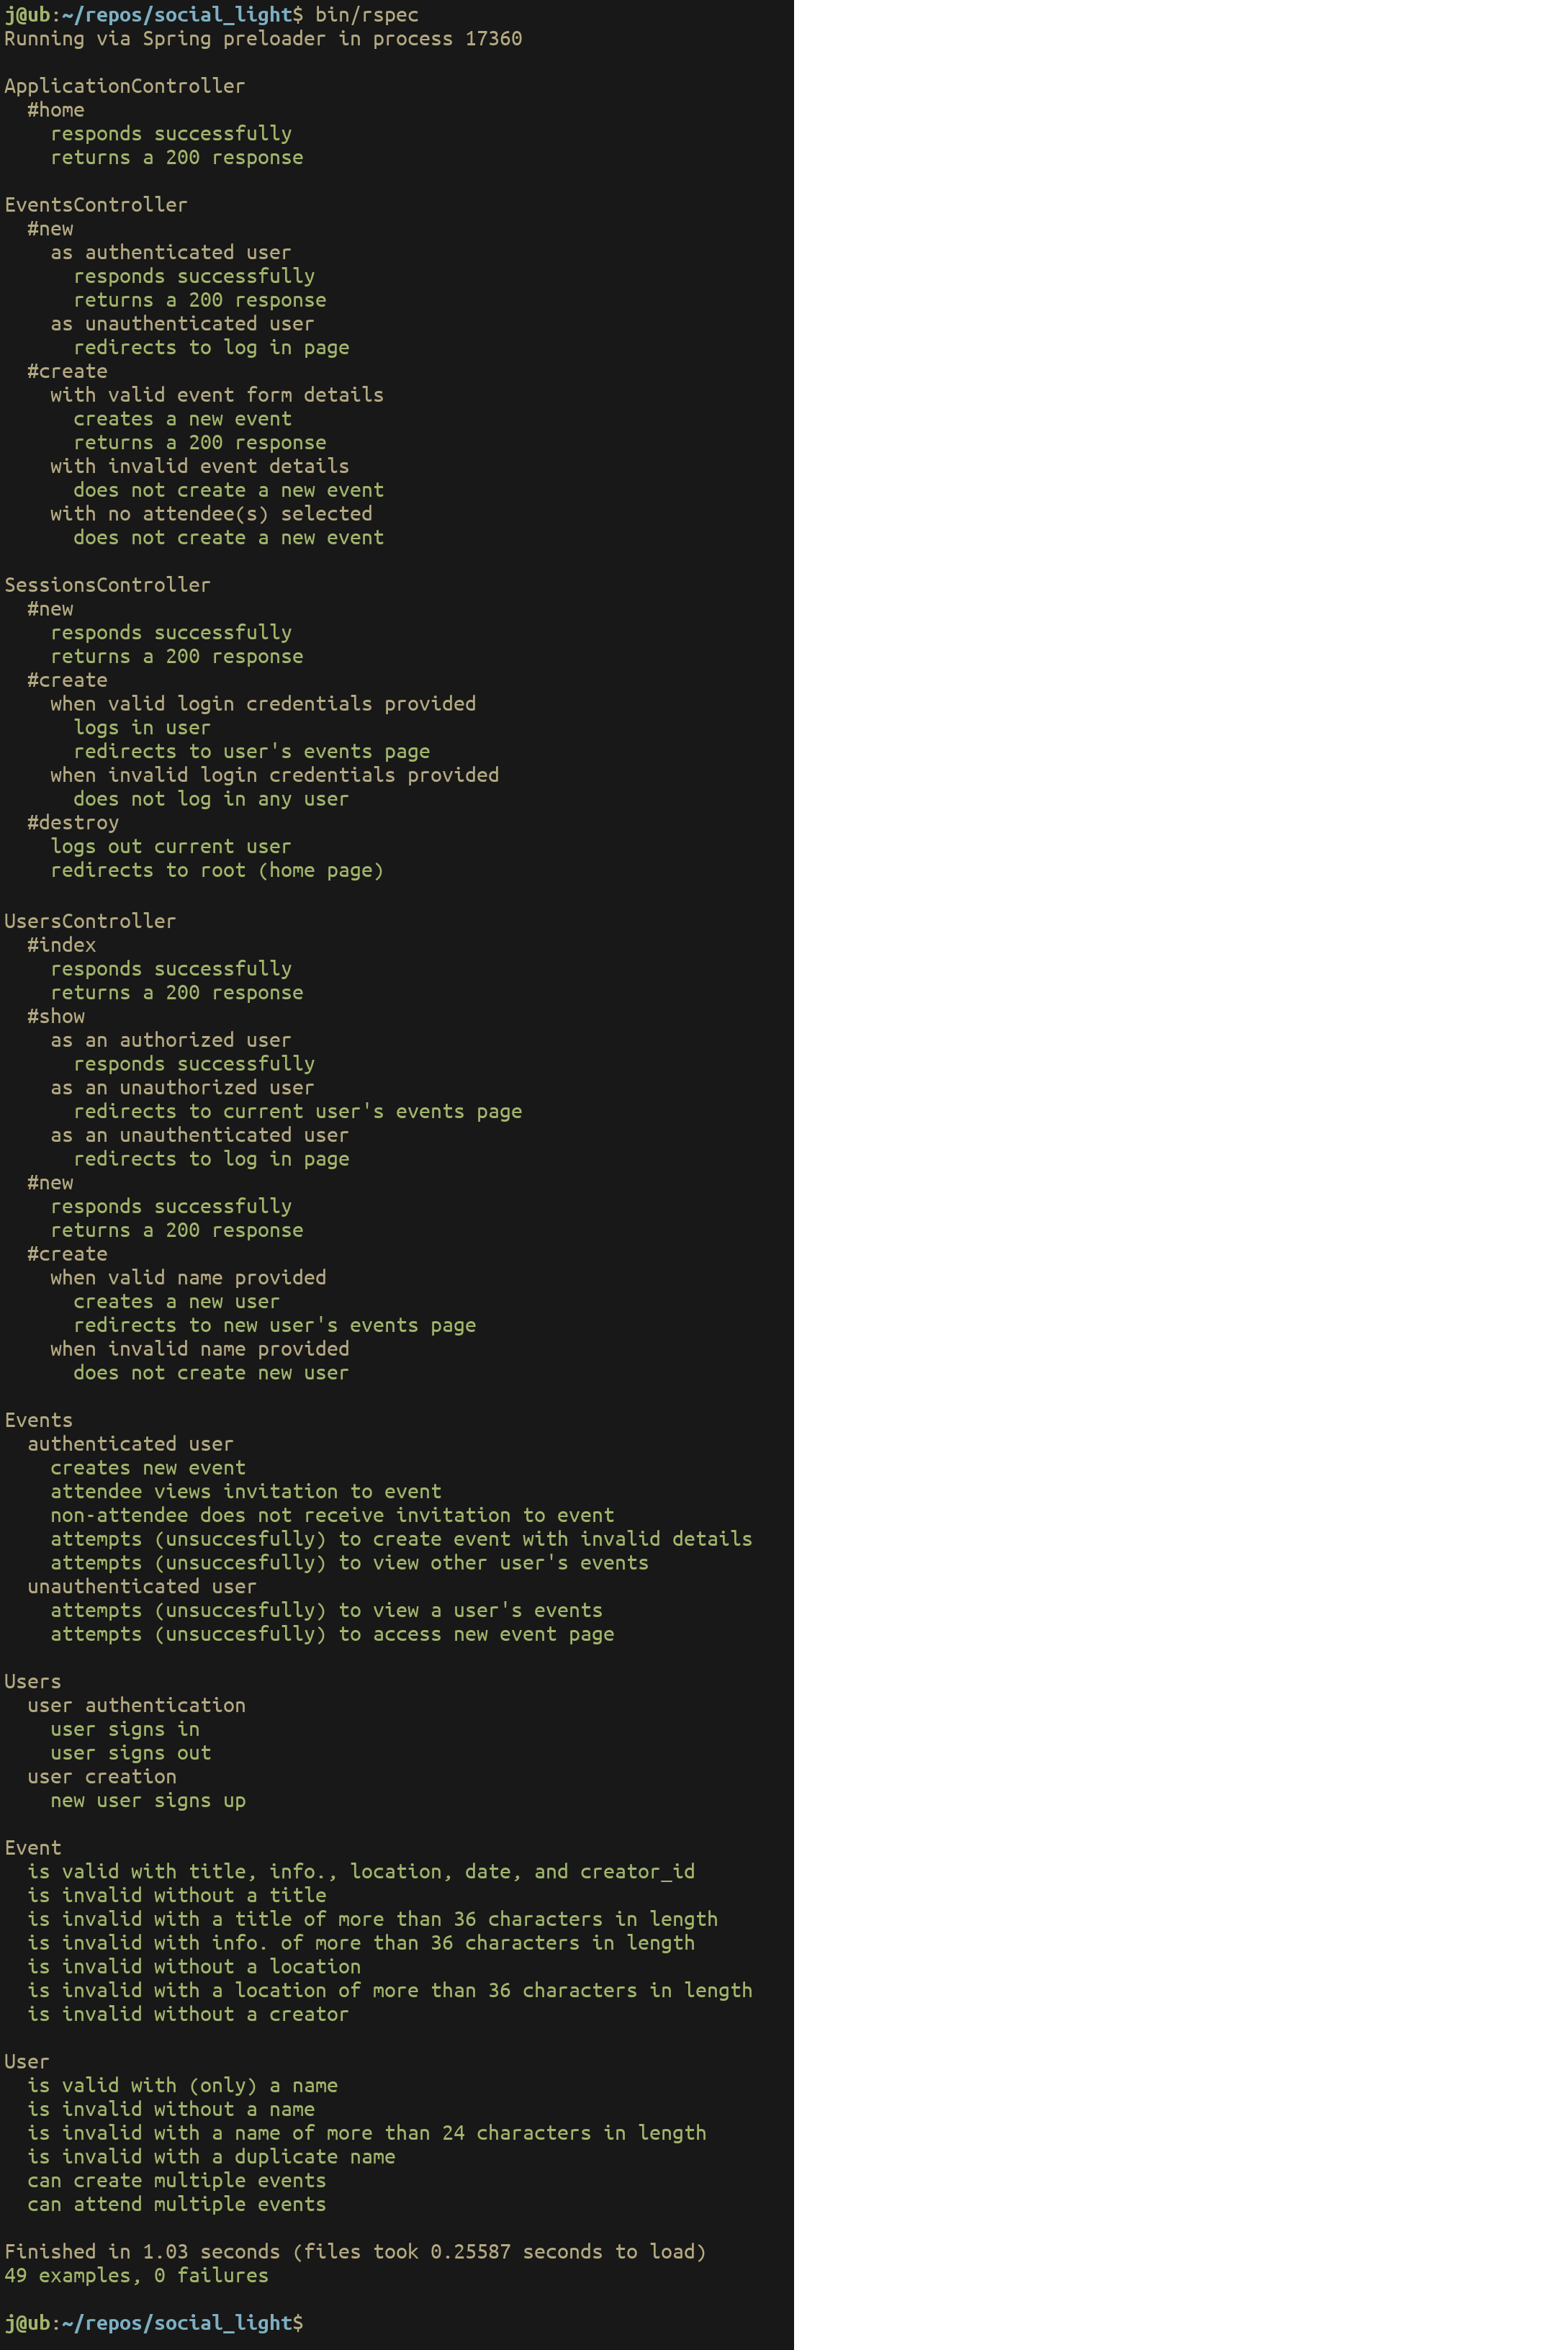 j@ub:~/repos/social_light$ bin/rspec
Running via Spring preloader in process 17360

ApplicationController
  #home
    responds successfully
    returns a 200 response

EventsController
  #new
    as authenticated user
      responds successfully
      returns a 200 response
    as unauthenticated user
      redirects to log in page
  #create
    with valid event form details
      creates a new event
      returns a 200 response
    with invalid event details
      does not create a new event
    with no attendee(s) selected
      does not create a new event

SessionsController
  #new
    responds successfully
    returns a 200 response
  #create
    when valid login credentials provided
      logs in user
      redirects to user's events page
    when invalid login credentials provided
      does not log in any user
  #destroy
    logs out current user
    redirects to root (home page)

UsersController
  #index
    responds successfully
    returns a 200 response
  #show
    as an authorized user
      responds successfully
    as an unauthorized user
      redirects to current user's events page
    as an unauthenticated user
      redirects to log in page
  #new
    responds successfully
    returns a 200 response
  #create
    when valid name provided
      creates a new user
      redirects to new user's events page
    when invalid name provided
      does not create new user

Events
  authenticated user
    creates new event
    attendee views invitation to event
    non-attendee does not receive invitation to event
    attempts (unsuccesfully) to create event with invalid details
    attempts (unsuccesfully) to view other user's events
  unauthenticated user
    attempts (unsuccesfully) to view a user's events
    attempts (unsuccesfully) to access new event page

Users
  user authentication
    user signs in
    user signs out
  user creation
    new user signs up

Event
  is valid with title, info., location, date, and creator_id
  is invalid without a title
  is invalid with a title of more than 36 characters in length
  is invalid with info. of more than 36 characters in length
  is invalid without a location
  is invalid with a location of more than 36 characters in length
  is invalid without a creator

User
  is valid with (only) a name
  is invalid without a name
  is invalid with a name of more than 24 characters in length
  is invalid with a duplicate name
  can create multiple events
  can attend multiple events

Finished in 1.03 seconds (files took 0.25587 seconds to load)
49 examples, 0 failures

j@ub:~/repos/social_light$